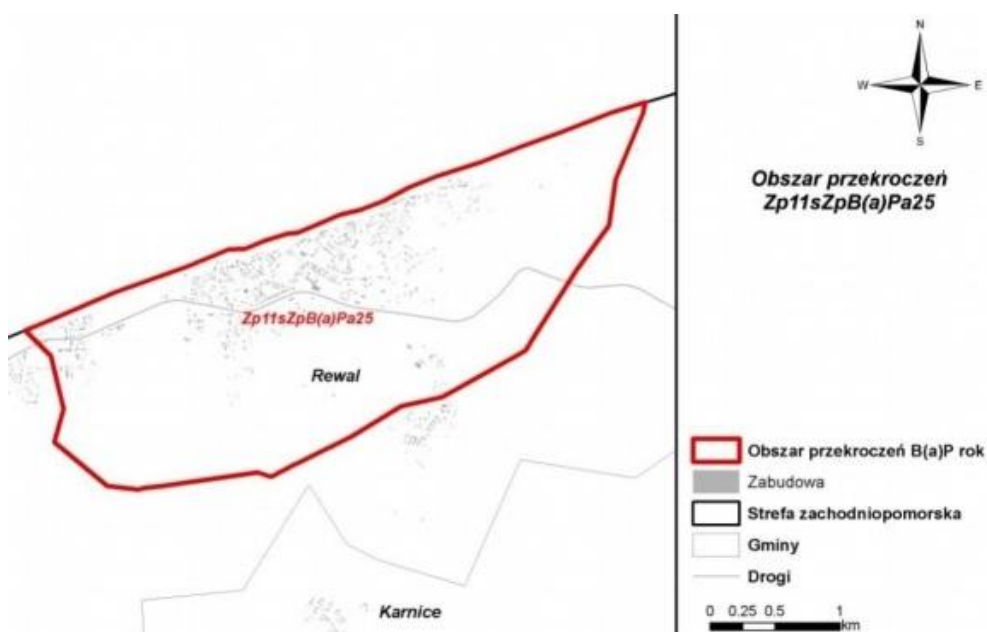 N
W E
S
Obszar przekroczeń
Zp11sZpB(a)Pa25
Zp11sZpB(a)Pa25
Rewal
Karnice
Obszar przekroczeń B(a)P rok
Zabudowa
Strefa zachodniopomorska
Gminy
Drogi
0 0.25 0.5 1
km